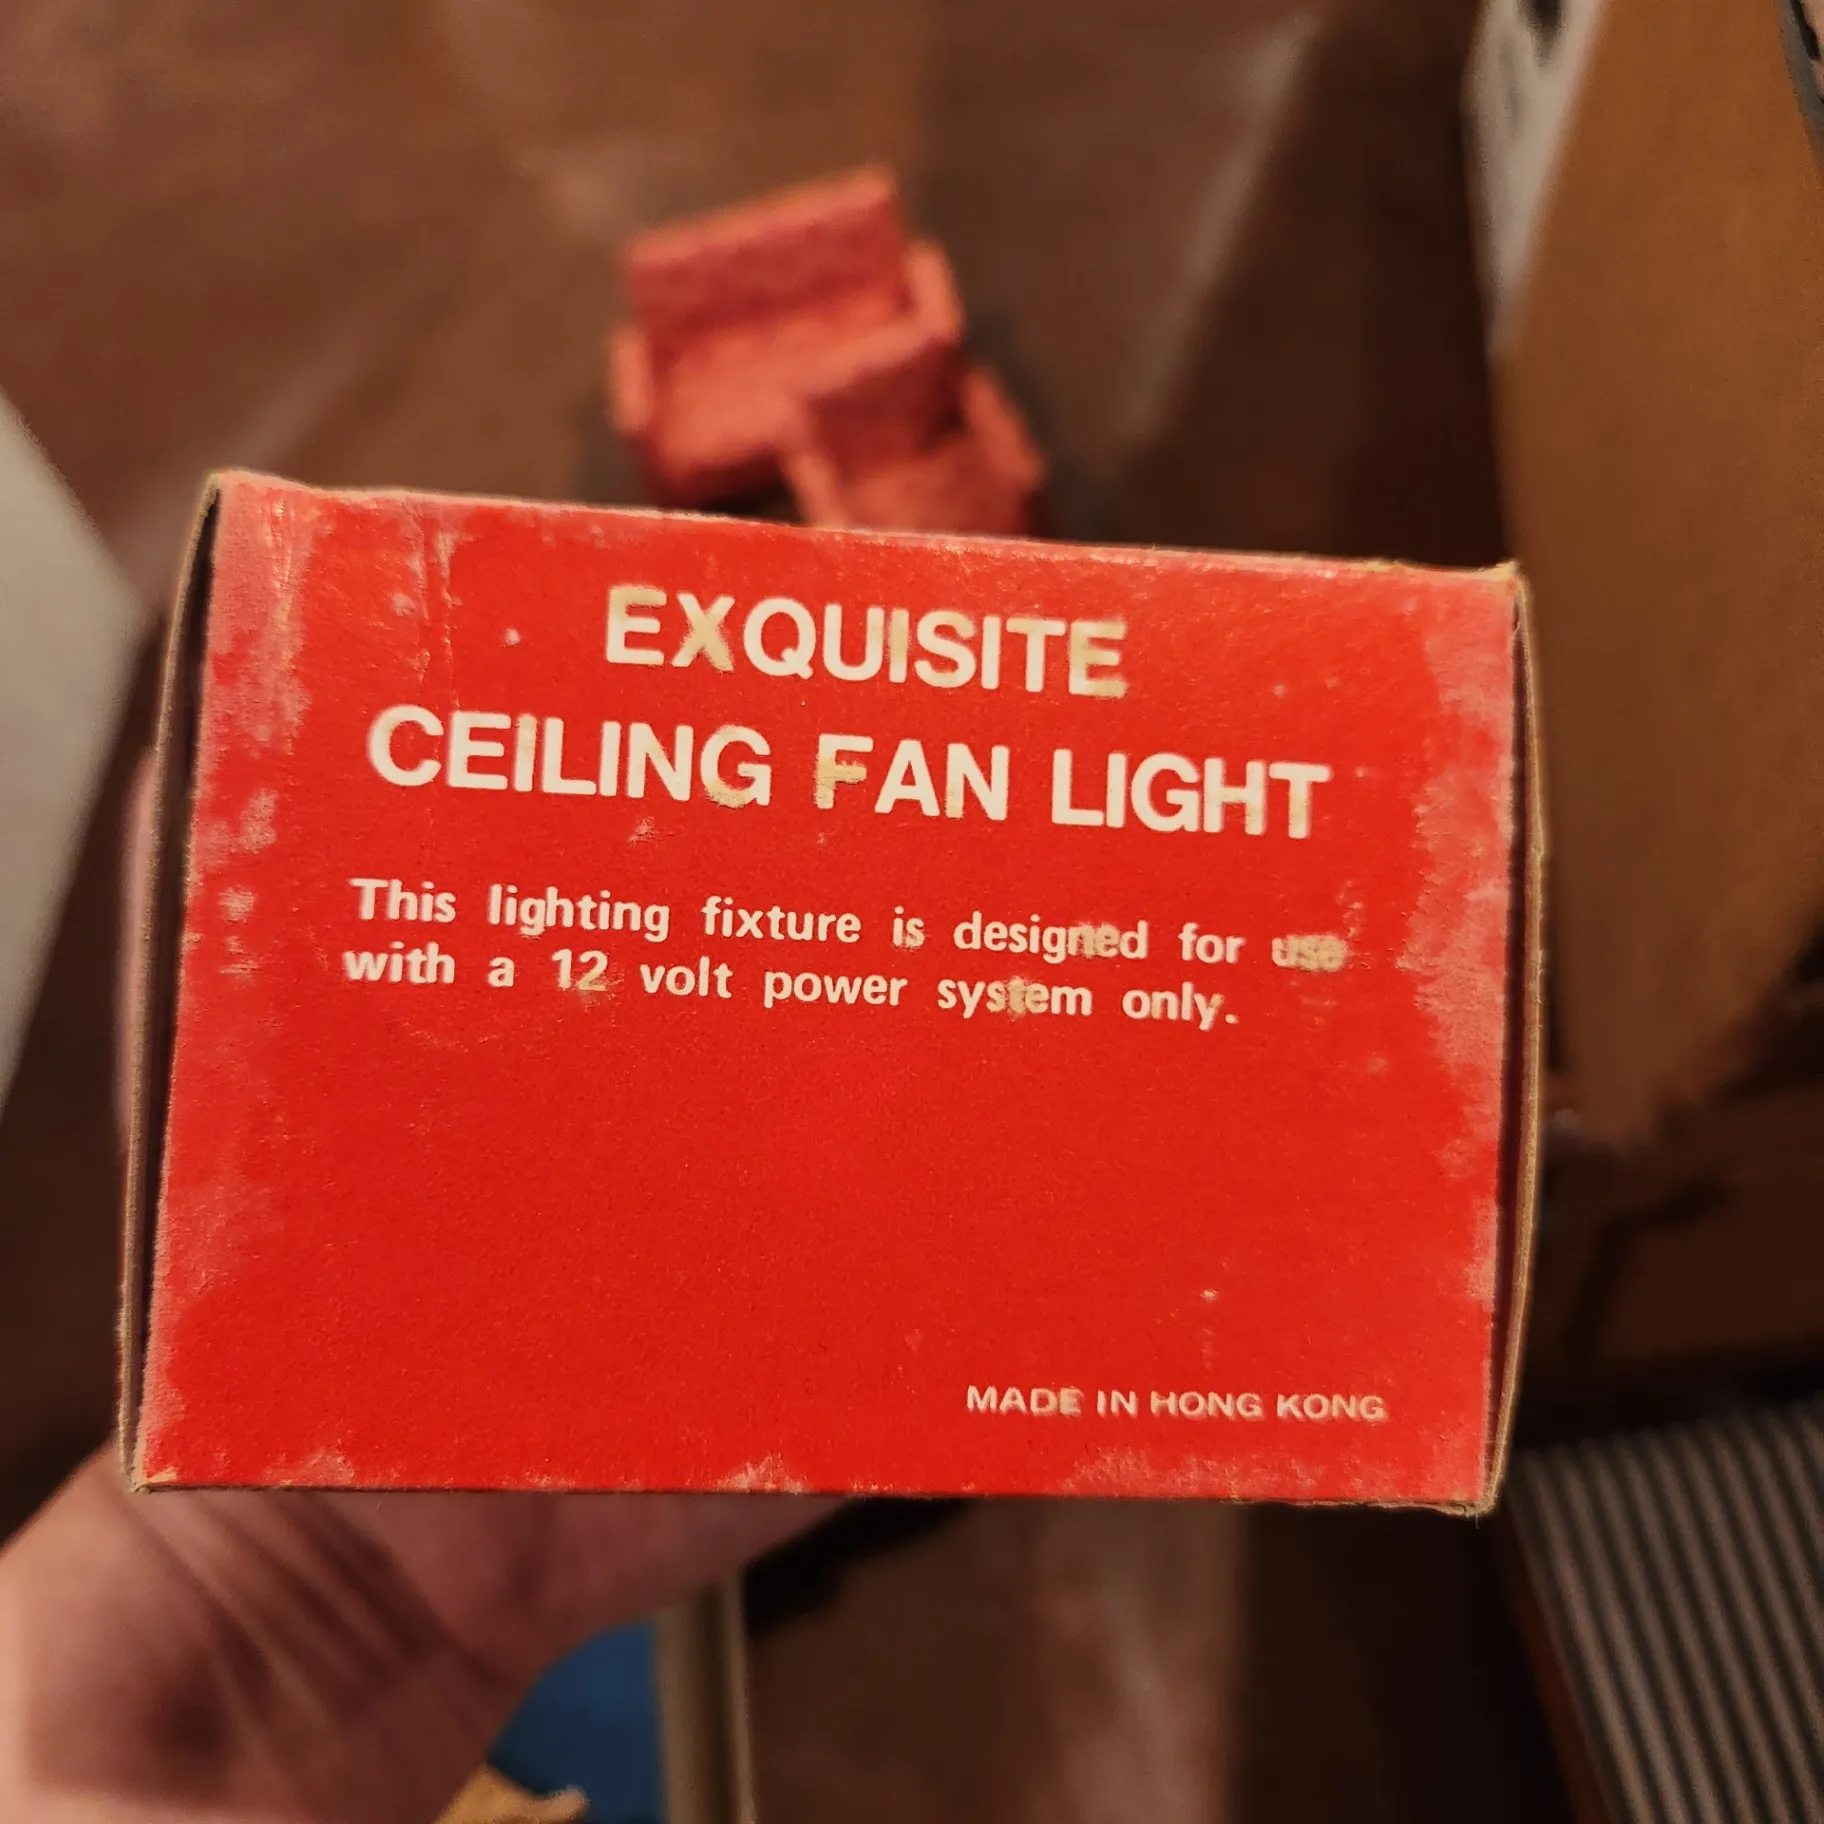 EXQUISITE
CEILING FAN LIGHT
This lighting fixture is designed for use
with a 12 volt power system only.
MADE IN HONG KONG